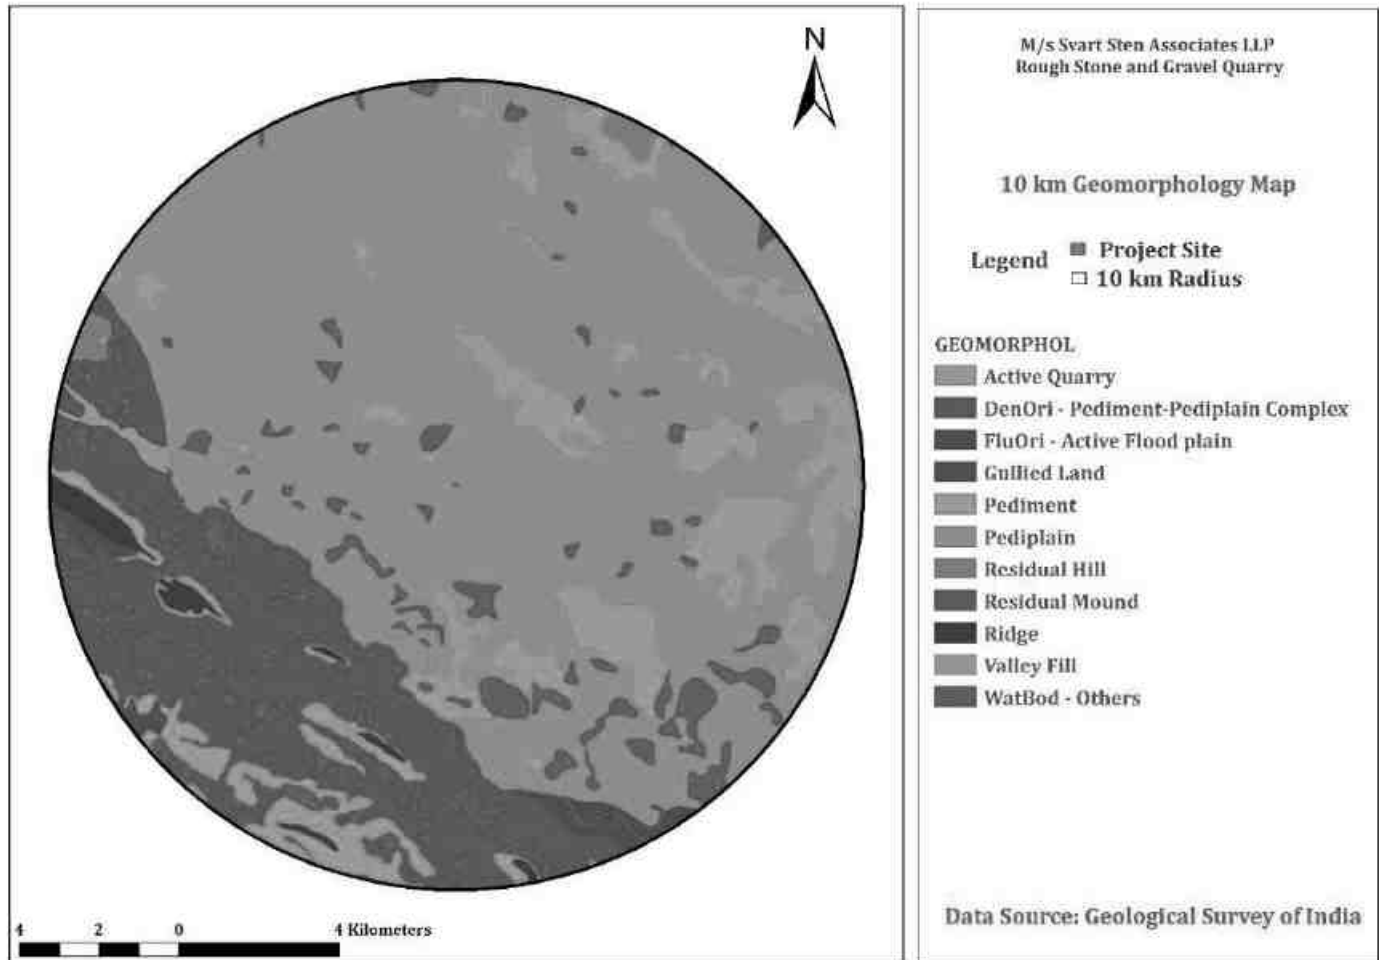 N
M/s Svart Sten Associates LLP
Rough Stone and Gravel Quarry
10 km Geomorphology Map
Legend
Project Site
10 km Radius
GEOMORPHOL
Active Quarry
DenOri - Pediment-Pediplain Complex
FluOri - Active Flood plain
Gullied Land
Pediment
Pediplain
Residual Hill
Residual Mound
Ridge
Valley Fill
WatBod - Others
4 2 0 4 Kilometers
Data Source: Geological Survey of India